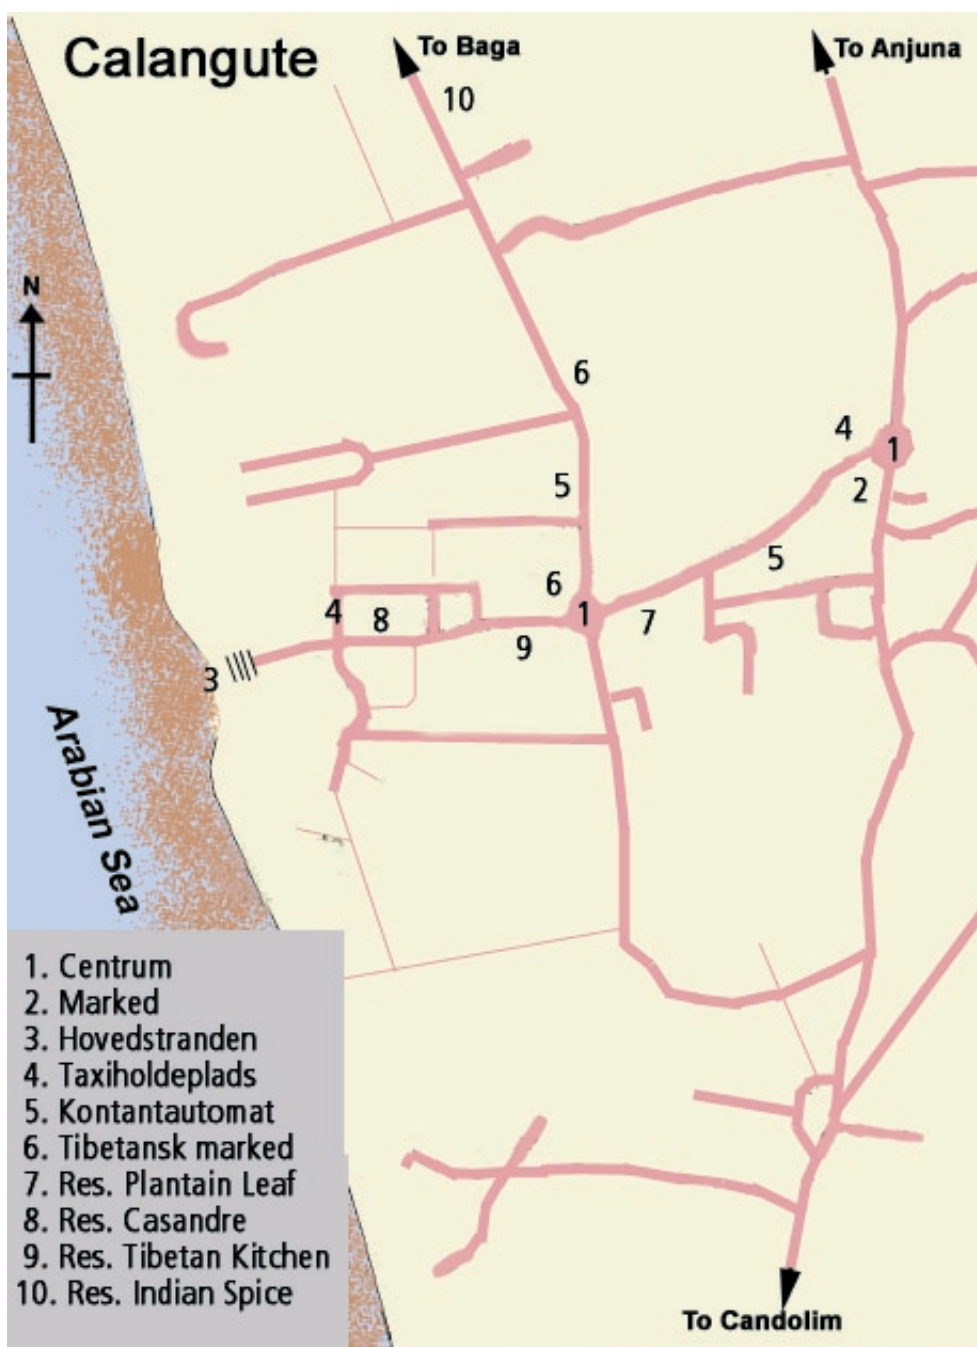 Calangute
To Baga
To Anjuna
10
N
6
4
1
2
5
5
6
4
8
1
7
9
3
Arabian Sea
1. Centrum
2. Marked
3. Hovedstranden
4. Taxiholdeplads
5. Kontantautomat
6. Tibetansk marked
7. Res. Plantain Leaf
8. Res. Casandre
9. Res. Tibetan Kitchen
10. Res. Indian Spice
To Candolim